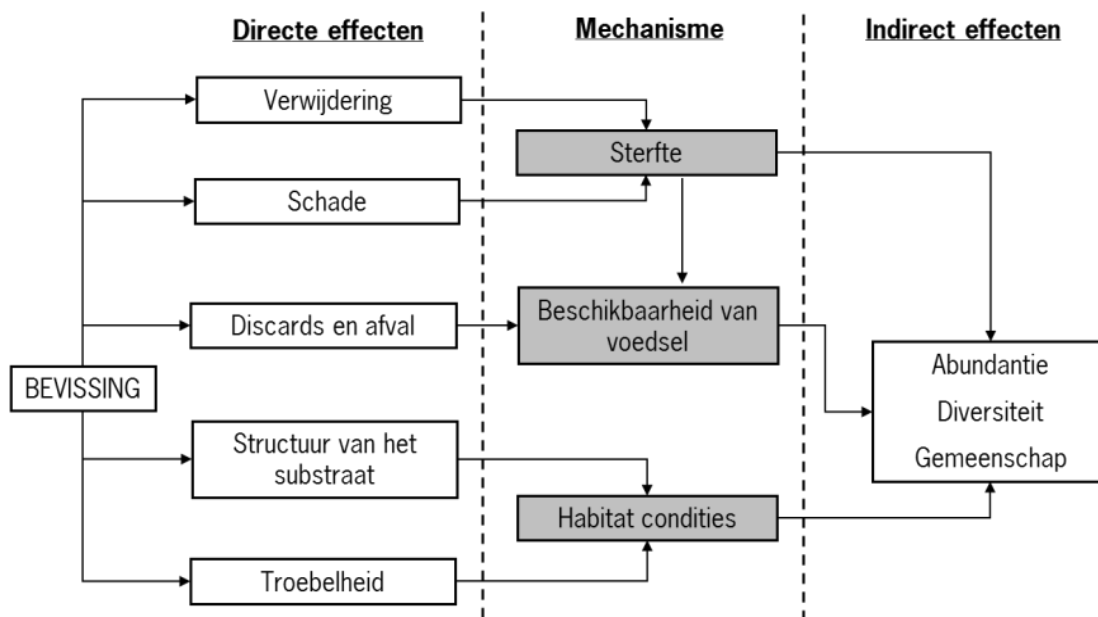 Directe effecten
Mechanisme
Indirect effecten
Verwijdering
Sterfte
Schade
Beschikbaarheid van
voedsel
Discards en afval
BEVISSING
Abundantie
Diversiteit
Gemeenschap
Structuur van het
substraat
Habitat condities
Troebelheid